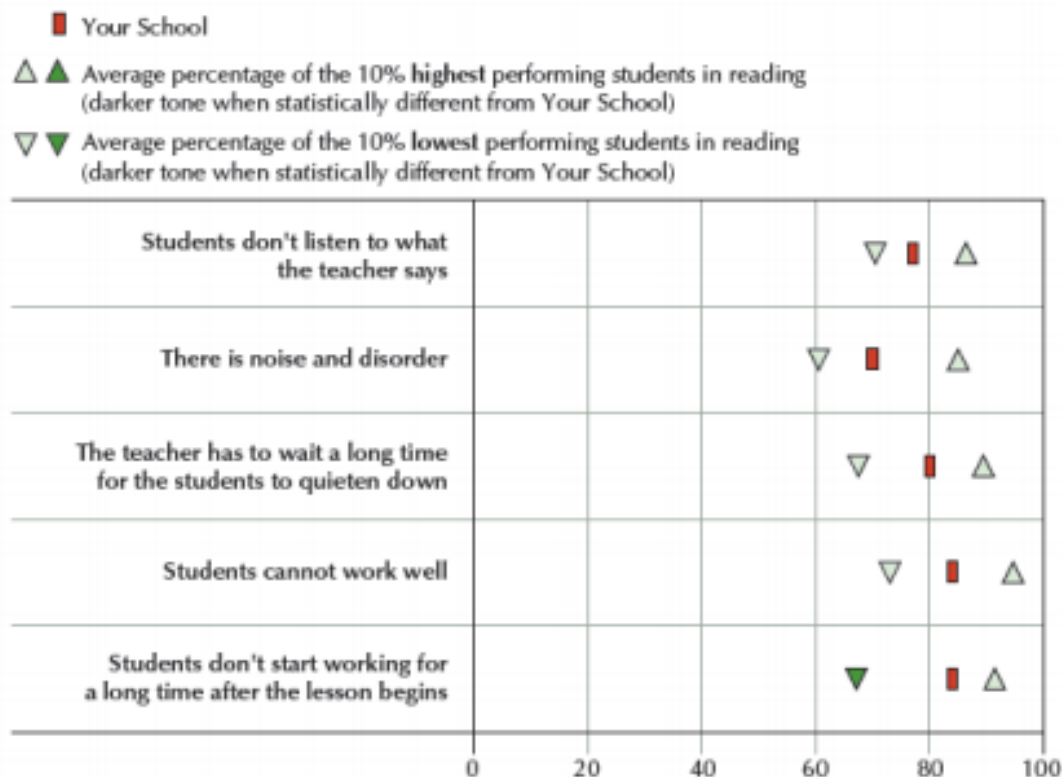 Your School
Average percentage of the 10% highest performing students in reading
(darker tone when statistically different from Your School)
Average percentage of the 10% lowest performing students in reading
(darker tone when statistically different from Your School)
Students don't listen to what
the teacher says
There is noise and disorder
The teacher has to wait a long time
for the students to quieten down
Students cannot work well
Students don't start working for
a long time after the lesson begins
0 20 40 60 80 100